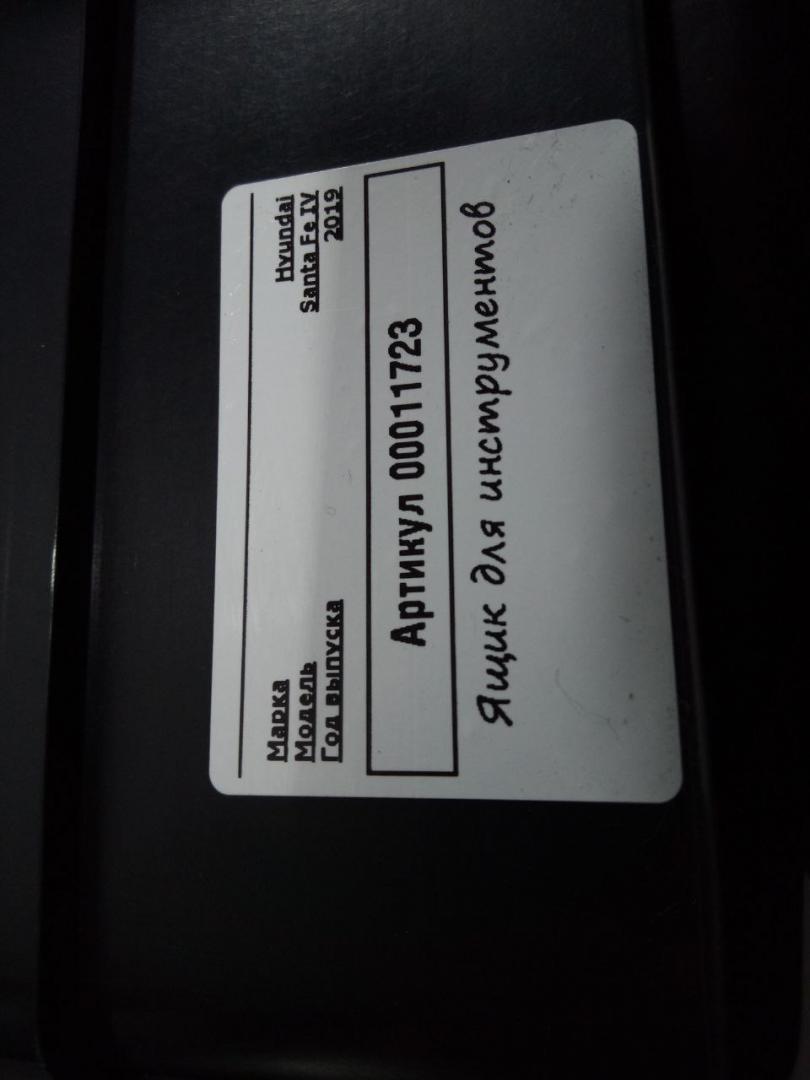 Марка Hyundai
Модель Santa Fe IV
Год выпуска 2019
Артикул 00011723
Ящик для инструментов